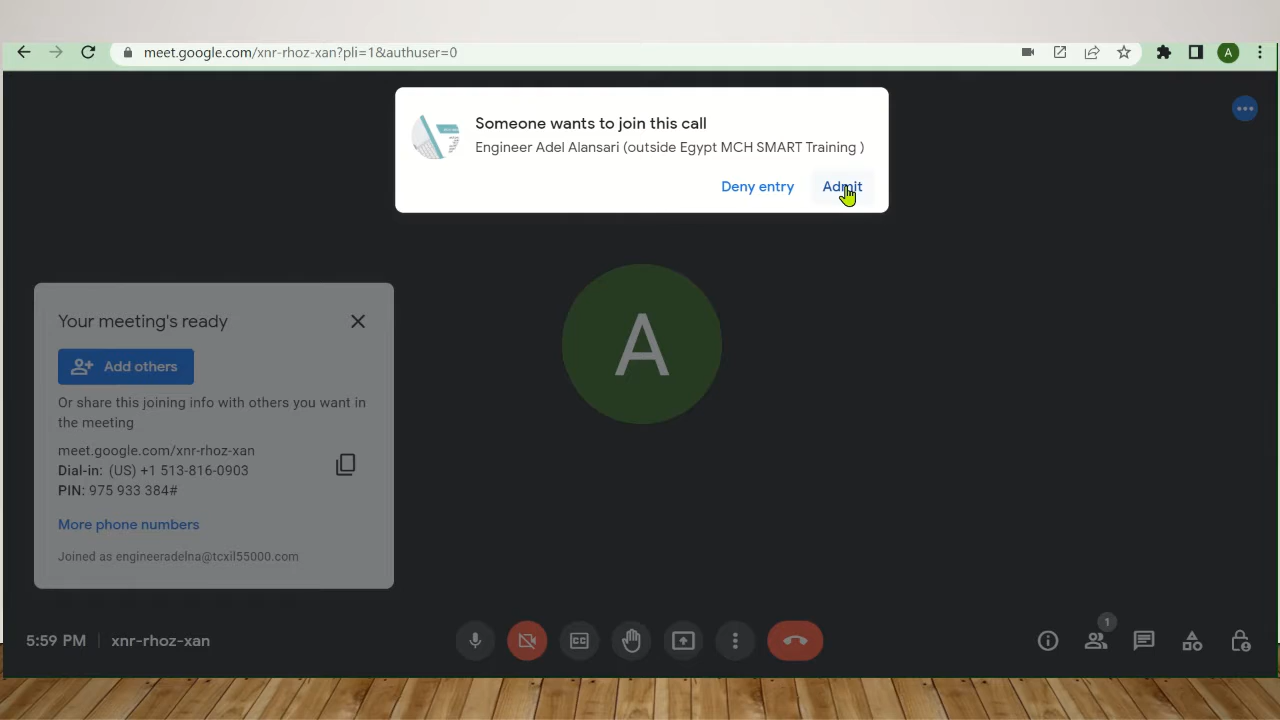 meet.google.com/xnr-rhoz-xan?pli=1&authuser=0
A
Someone wants to join this call
Engineer Adel Alansari (outside Egypt MCH SMART Training )
Deny entry
Admit
A
Your meeting's ready
Add others
Or share this joining info with others you want in
the meeting
meet.google.com/xnr-rhoz-xan
Dial-in: (US) +1 513-816-0903
PIN: 975 933 384#
More phone numbers
Joined as engineeradelna@tcxil55000.com
5:59 PM | xnr-rhoz-xan
CC
1